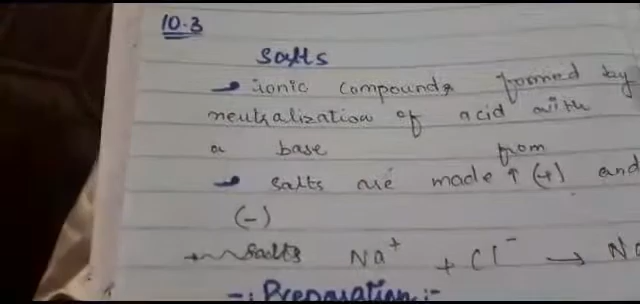 10.3
Salts
→ ionic compounds formed by
neutralization of acid with
a base
→ salts are made ↑ from (+) and
(-)
salts Na⁺ + Cl⁻ → Na
-: Preparation :-